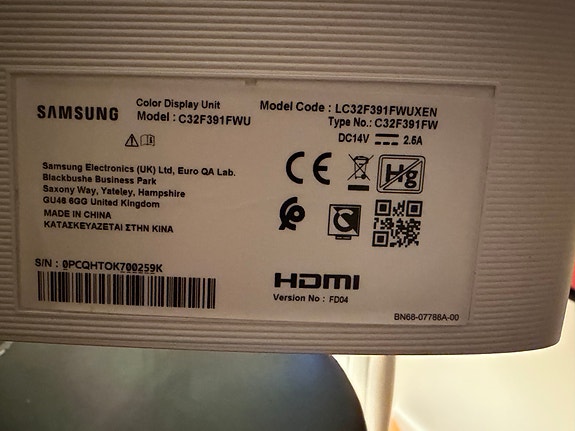 SAMSUNG
Color Display Unit
Model : C32F391FWU
Model Code : LC32F391FWUXEN
Type No.: C32F391FW
DC14V ⎓ 2.5A
Samsung Electronics (UK) Ltd, Euro QA Lab.
Blackbushe Business Park
Saxony Way, Yateley, Hampshire
GU46 6GG United Kingdom
MADE IN CHINA
ΚΑΤΑΣΚΕΥΑΖΕΤΑΙ ΣΤΗΝ ΚΙΝΑ
CE
Hg
S/N : 0PCQHTOK700259K
HDMI
Version No : FD04
BN68-07788A-00